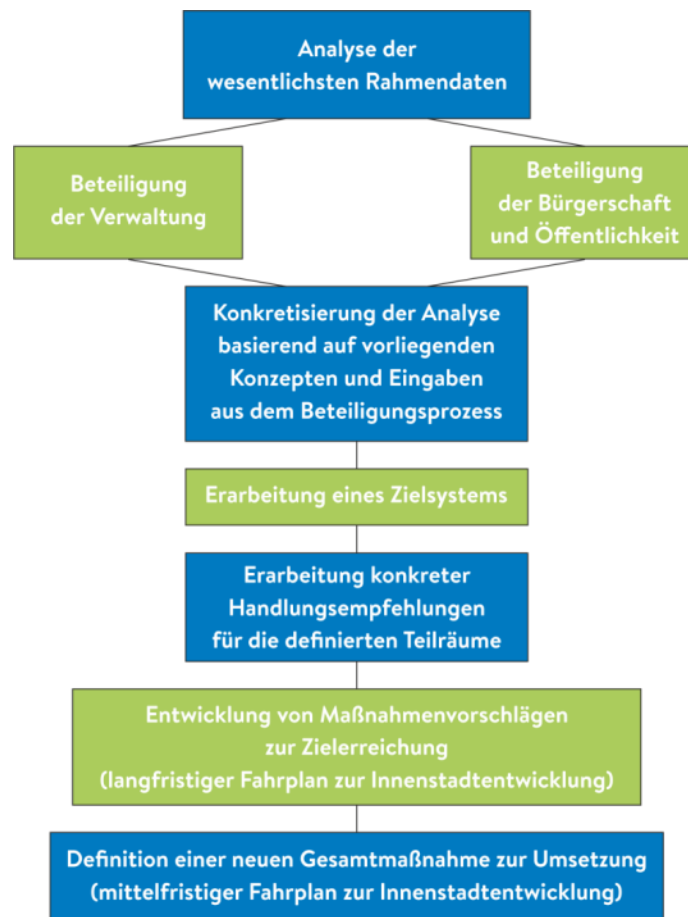 Analyse der
wesentlichsten Rahmendaten
Beteiligung
der Verwaltung
Beteiligung
der Bürgerschaft
und Öffentlichkeit
Konkretisierung der Analyse
basierend auf vorliegenden
Konzepten und Eingaben
aus dem Beteiligungsprozess
Erarbeitung eines Zielsystems
Erarbeitung konkreter
Handlungsempfehlungen
für die definierten Teilräume
Entwicklung von Maßnahmenvorschlägen
zur Zielerreichung
(langfristiger Fahrplan zur Innenstadtentwicklung)
Definition einer neuen Gesamtmaßnahme zur Umsetzung
(mittelfristiger Fahrplan zur Innenstadtentwicklung)